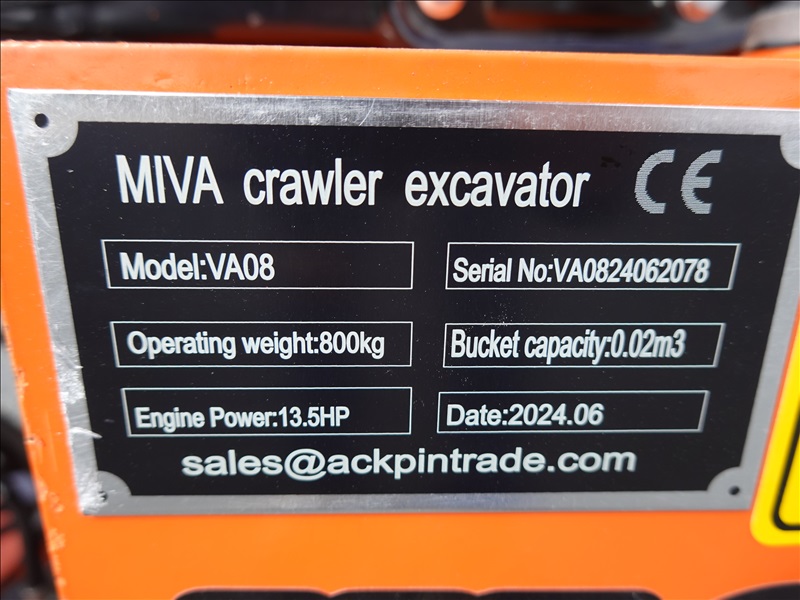 MIVA crawler excavator CE
Model:VA08
Serial No:VA0824062078
Operating weight:800kg
Bucket capacity:0.02m3
Engine Power:13.5HP
Date:2024.06
sales@ackpintrade.com